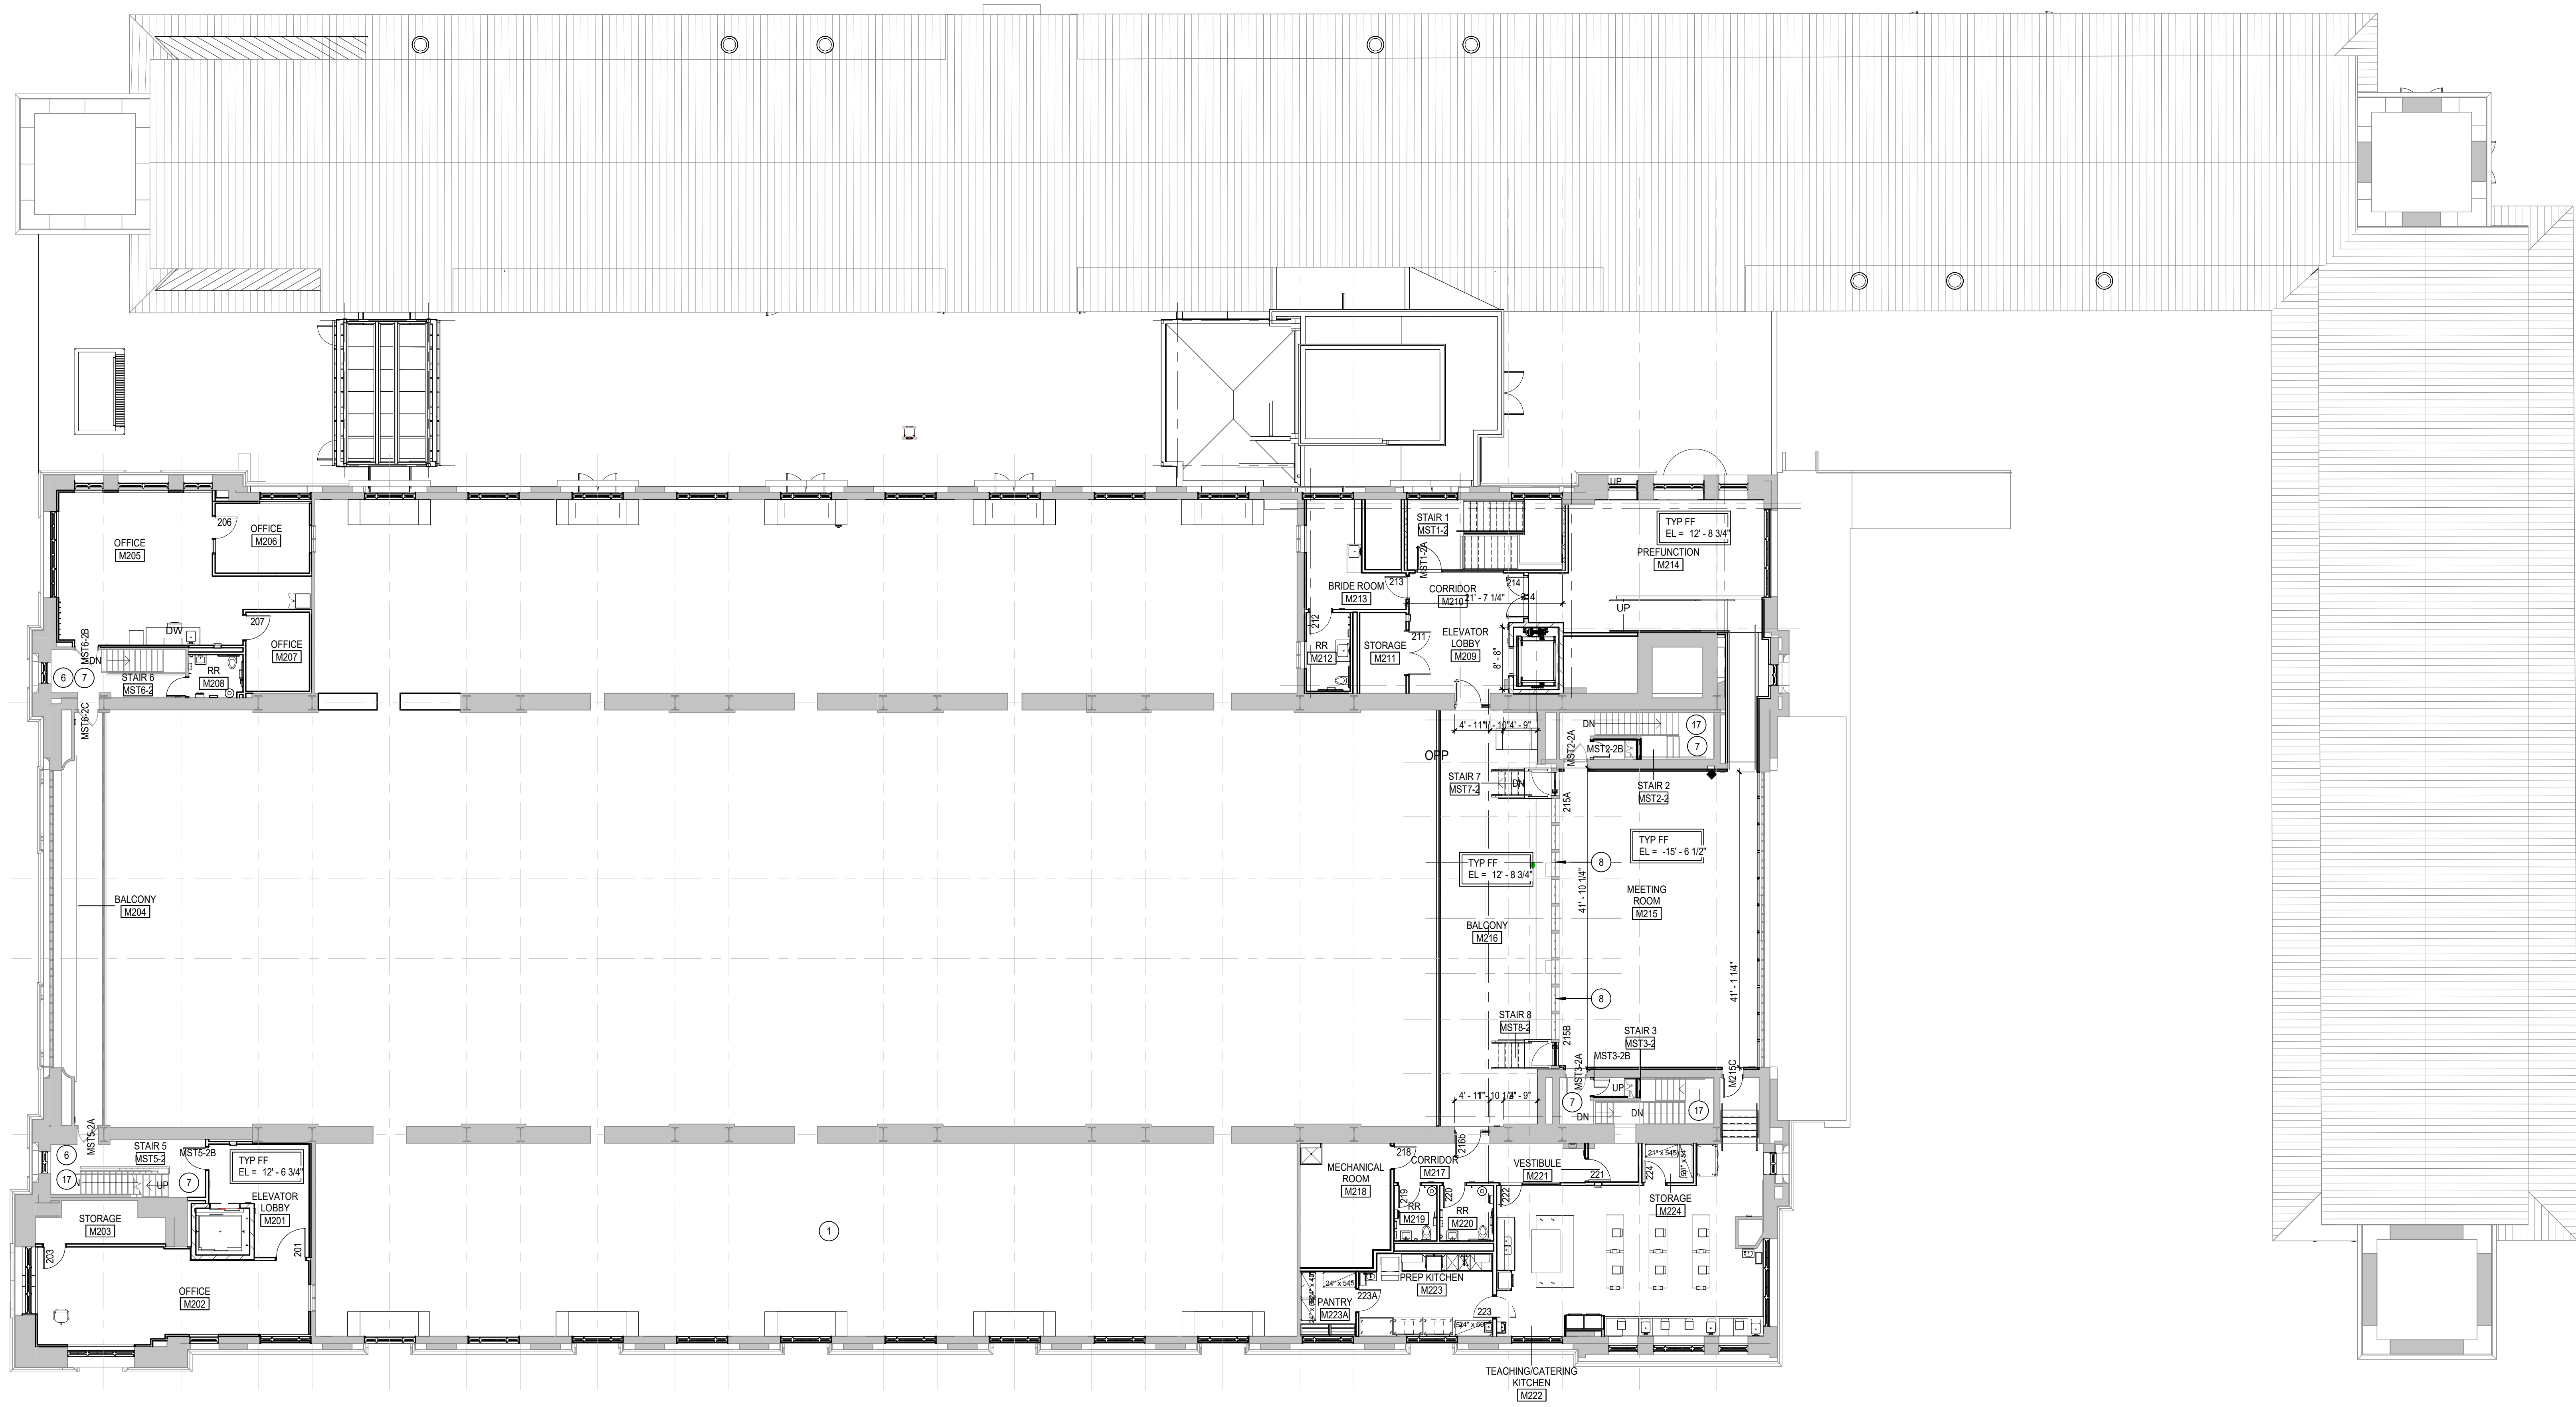 UP
206
OFFICE
M206
OFFICE
M205
207
OFFICE
M207
DW
MST6-2B
DN
STAIR 6
MST6-2
RR
M208
6
7
MST6-2C
STAIR 1
MST1-2
MST1-2A
TYP FF
EL = 12' - 8 3/4"
PREFUNCTION
M214
BRIDE ROOM
M213
213
CORRIDOR
M210
21' - 7 1/4"
214
UP
212
RR
M212
STORAGE
M211
211
ELEVATOR
LOBBY
M209
8' - 8"
4' - 11"
4' - 9"
DN
17
7
MST2-2A
MST2-2B
OPP
STAIR 7
MST7-2
DN
215A
STAIR 2
MST2-2
TYP FF
EL = -15' - 6 1/2"
TYP FF
EL = 12' - 8 3/4"
8
41' - 10 1/4"
MEETING
ROOM
M215
BALCONY
M204
BALCONY
M216
41' - 1 1/4"
8
STAIR 8
MST8-2
215B
STAIR 3
MST3-2
MST3-2A
MST3-2B
M215C
UP
7
17
DN
DN
4' - 11"
MST5-2A
STAIR 5
MST5-2
MST5-2B
6
17
7
UP
TYP FF
EL = 12' - 6 3/4"
ELEVATOR
LOBBY
M201
201
STORAGE
M203
203
OFFICE
M202
1
MECHANICAL
ROOM
M218
218
CORRIDOR
M217
216b
VESTIBULE
M221
221
224
STORAGE
M224
219
RR
M219
220
RR
M220
222
PREP KITCHEN
M223
223
PANTRY
M223A
223A
TEACHING/CATERING
KITCHEN
M222